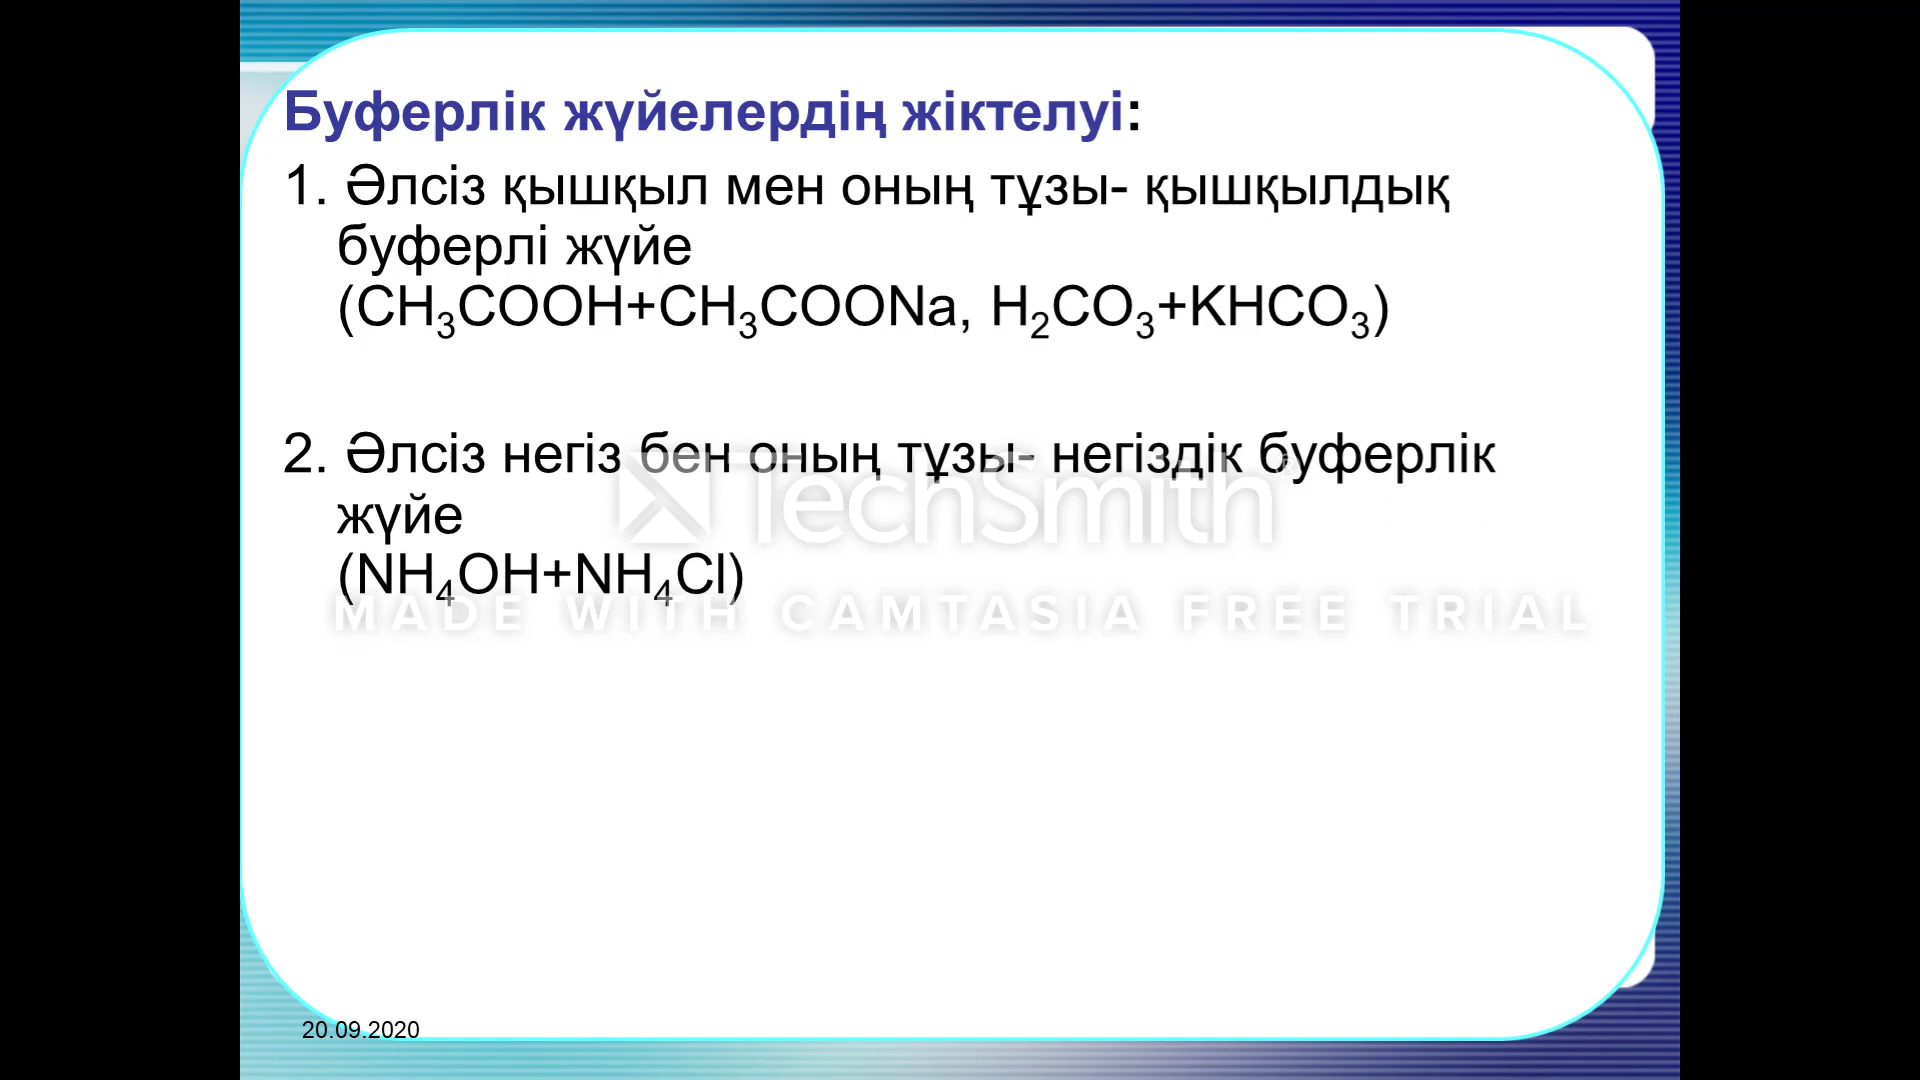 Буферлік жүйелердің жіктелуі:
1. Әлсіз қышқыл мен оның тұзы- қышқылдық
буферлі жүйе
(CH₃COOH+CH₃COONa, H₂CO₃+KHCO₃)
2. Әлсіз негіз бен оның тұзы- негіздік буферлік
жүйе
(NH₄OH+NH₄Cl)
TechSmith®
MADE WITH CAMTASIA FREE TRIAL
20.09.2020